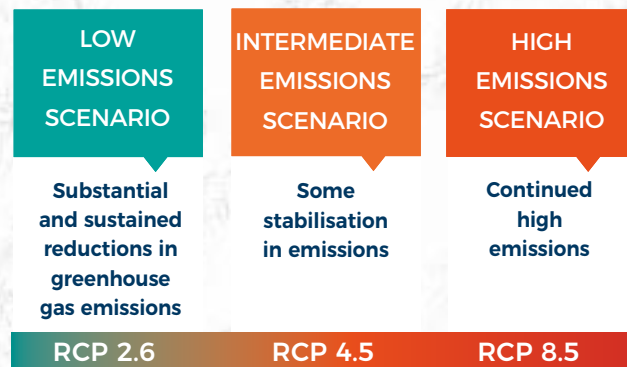 LOW
EMISSIONS
SCENARIO
Substantial
and sustained
reductions in
greenhouse
gas emissions
RCP 2.6
INTERMEDIATE
EMISSIONS
SCENARIO
Some
stabilisation
in emissions
RCP 4.5
HIGH
EMISSIONS
SCENARIO
Continued
high
emissions
RCP 8.5